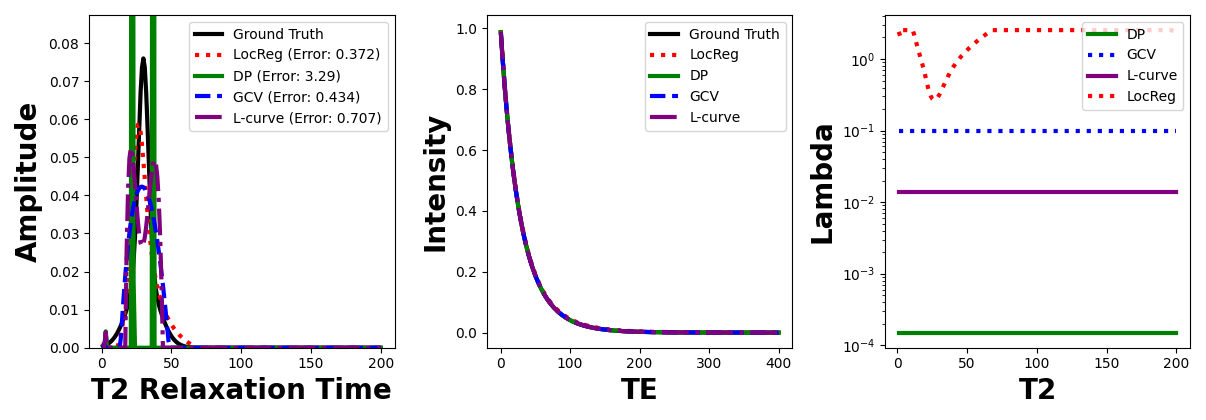 Amplitude
0.08
0.07
0.06
0.05
0.04
0.03
0.02
0.01
0.00
Ground Truth
LocReg (Error: 0.372)
DP (Error: 3.29)
GCV (Error: 0.434)
L-curve (Error: 0.707)
0 50 100 150 200
T2 Relaxation Time
Intensity
1.0
0.8
0.6
0.4
0.2
0.0
Ground Truth
LocReg
DP
GCV
L-curve
0 100 200 300 400
TE
Lambda
10⁰
10⁻¹
10⁻²
10⁻³
10⁻⁴
DP
GCV
L-curve
LocReg
0 50 100 150 200
T2